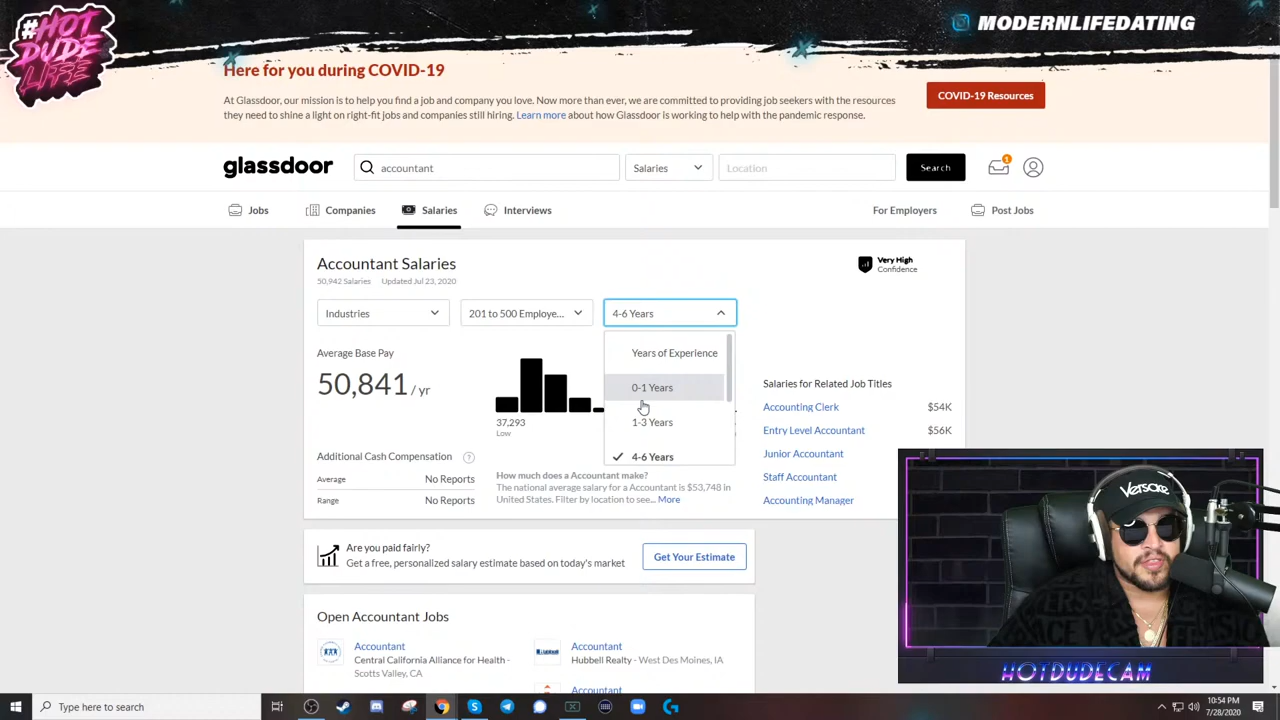 #HOT
DUDE
LIFE
MODERNLIFEDATING
Here for you during COVID-19
At Glassdoor, our mission is to help you find a job and company you love. Now more than ever, we are committed to providing job seekers with the resources
they need to shine a light on right-fit jobs and companies still hiring. Learn more about how Glassdoor is working to help with the pandemic response.
COVID-19 Resources
glassdoor
accountant
Salaries
Location
Search
1
Jobs
Companies
Salaries
Interviews
For Employers
Post Jobs
Accountant Salaries
50,942 Salaries Updated Jul 23, 2020
Very High
Confidence
Industries
201 to 500 Employe...
4-6 Years
Years of Experience
0-1 Years
1-3 Years
4-6 Years
Average Base Pay
50,841 / yr
37,293
Low
Additional Cash Compensation ?
Average No Reports
Range No Reports
How much does a Accountant make?
The national average salary for a Accountant is $53,748 in
United States. Filter by location to see... More
Salaries for Related Job Titles
Accounting Clerk $54K
Entry Level Accountant $56K
Junior Accountant
Staff Accountant
Accounting Manager
Are you paid fairly?
Get a free, personalized salary estimate based on today's market
Get Your Estimate
Open Accountant Jobs
Accountant
Central California Alliance for Health -
Scotts Valley, CA
Accountant
Hubbell Realty - West Des Moines, IA
Accountant
HOTDUDECAM
Type here to search
10:54 PM
7/28/2020